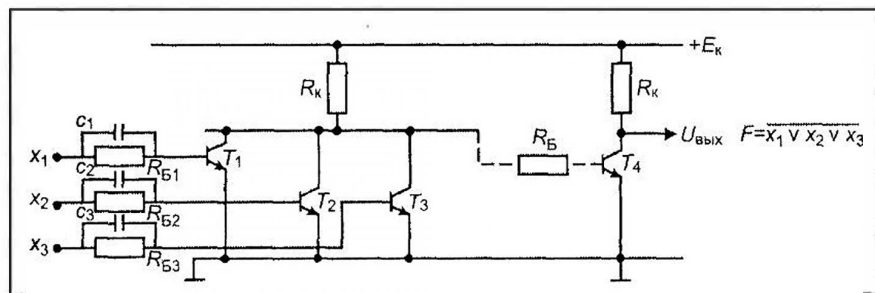 +Eк
Rк
Rк
C1
X1
RБ1
T1
RБ
Uвых
F=x1 ∨ x2 ∨ x3
T4
C2
X2
RБ2
T2
T3
C3
X3
RБ3